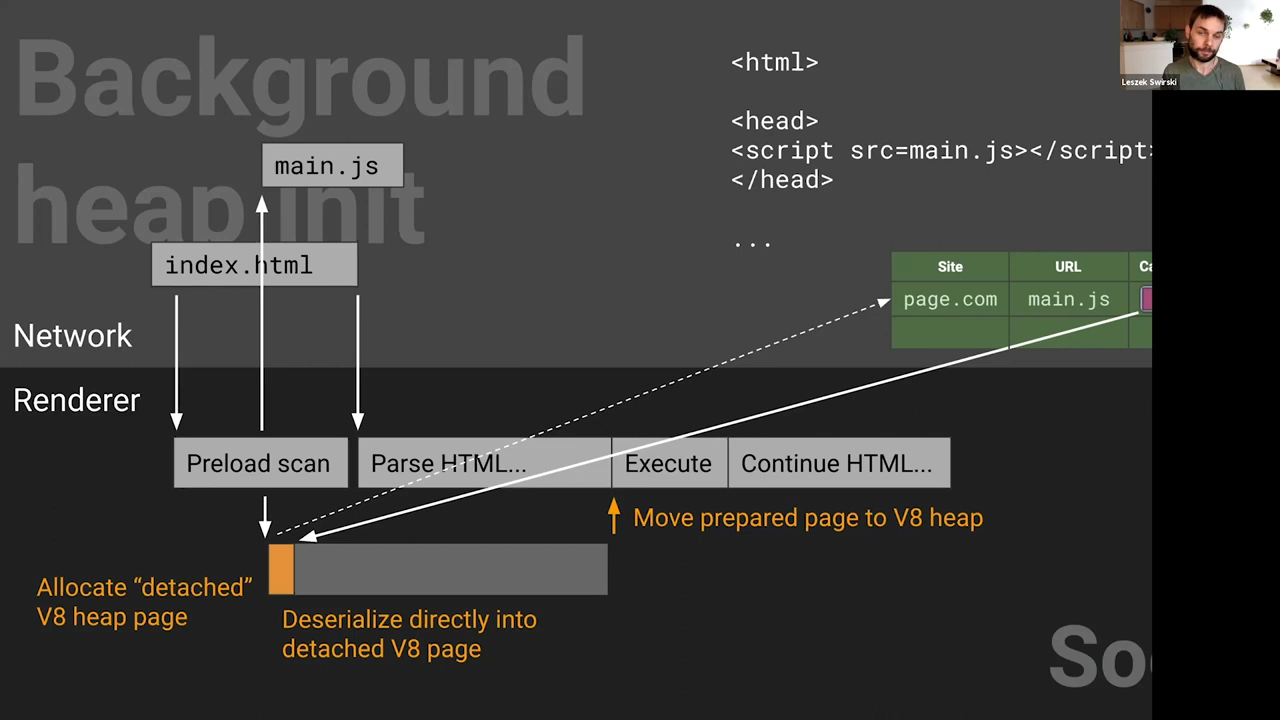 Background
heap init
main.js
index.html
Network
Renderer
<html>
<head>
<script src=main.js></script>
</head>
...
Site URL
page.com main.js
Leszek Swirski
Preload scan Parse HTML... Execute Continue HTML...
Move prepared page to V8 heap
Allocate “detached”
V8 heap page
Deserialize directly into
detached V8 page